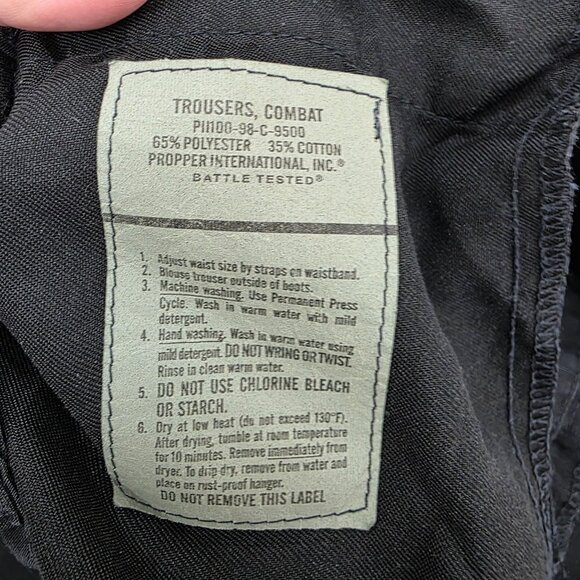 TROUSERS, COMBAT
PI1100-98-C-9500
65% POLYESTER 35% COTTON
PROPPER INTERNATIONAL, INC.®
BATTLE TESTED®
1. Adjust waist size by straps on waistband.
2. Blouse trouser outside of boots.
3. Machine washing. Use Permanent Press
Cycle. Wash in warm water with mild
detergent.
4. Hand washing. Wash in warm water using
mild detergent. DO NOT WRING OR TWIST.
Rinse in clean warm water.
5. DO NOT USE CHLORINE BLEACH
OR STARCH.
6. Dry at low heat (do not exceed 130°F).
After drying, tumble at room temperature
for 10 minutes. Remove immediately from
dryer. To drip dry, remove from water and
place on rust-proof hanger.
DO NOT REMOVE THIS LABEL